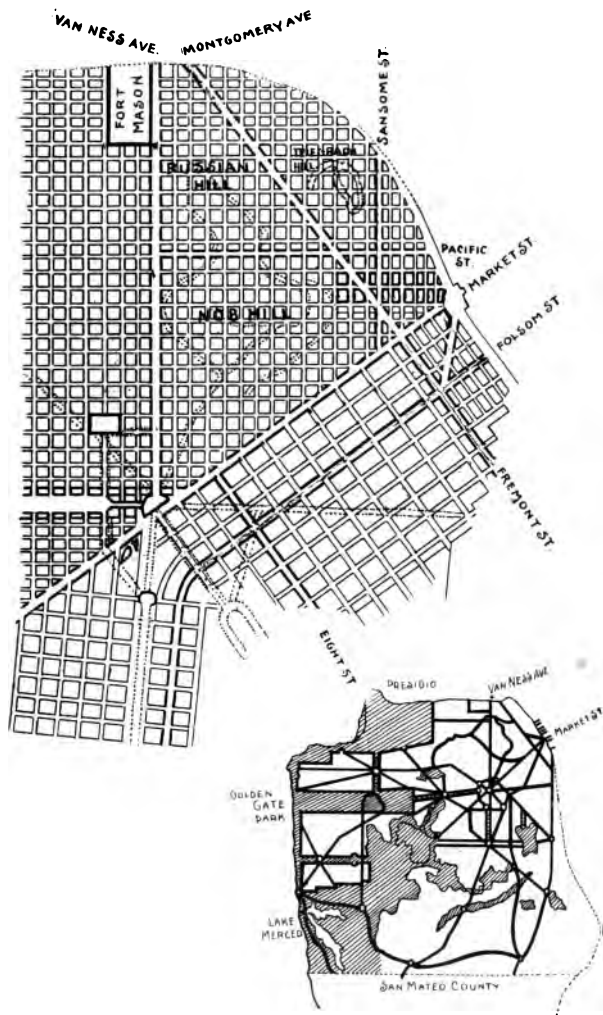 VAN NESS AVE.
MONTGOMERY AVE
SANSOME ST.
FORT
MASON
RUSSIAN
HILL
HILL
PACIFIC
ST.
MARKET ST.
NOB HILL
FOLSOM ST
FREMONT ST.
EIGHT ST
PRESIDIO
VAN NESS AVE
MARKET ST
GOLDEN
GATE
PARK
LAKE
MERCED
SAN MATEO COUNTY